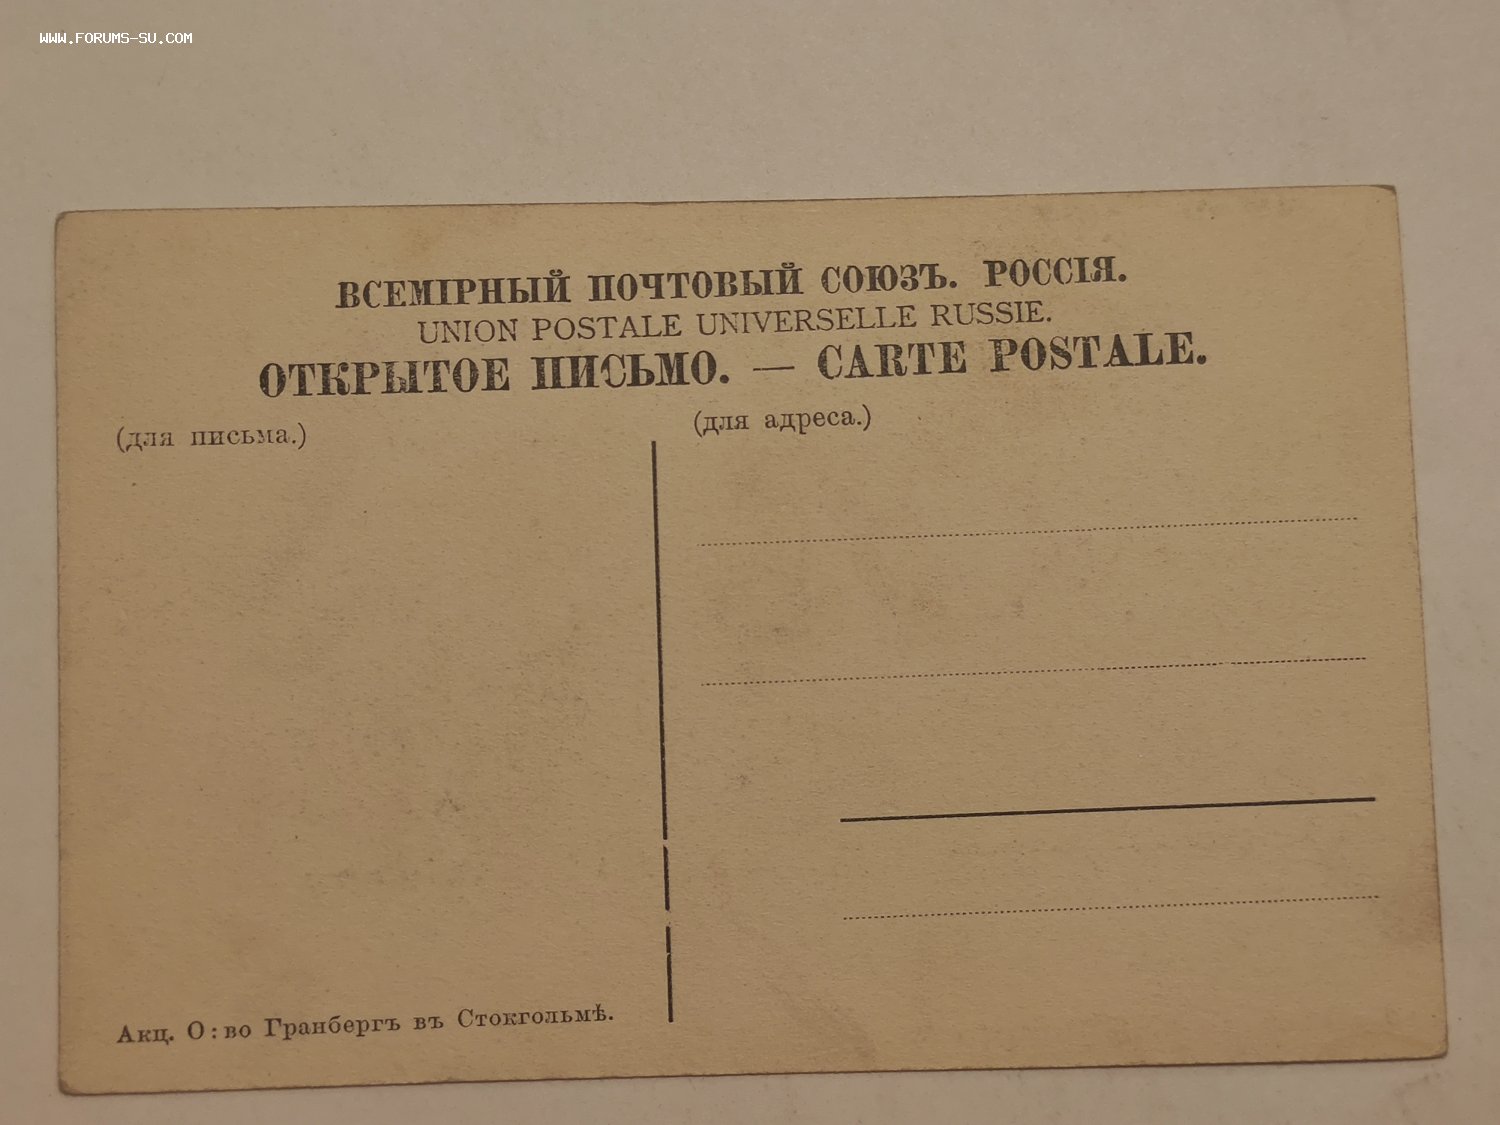 WWW.FORUMS-SU.COM
ВСЕМІРНЫЙ ПОЧТОВЫЙ СОЮЗЪ. РОССІЯ.
UNION POSTALE UNIVERSELLE RUSSIE.
ОТКРЫТОЕ ПИСЬМО. — CARTE POSTALE.
(для письма.)
(для адреса.)
Акц. О:во Гранбергъ въ Стокгольмѣ.